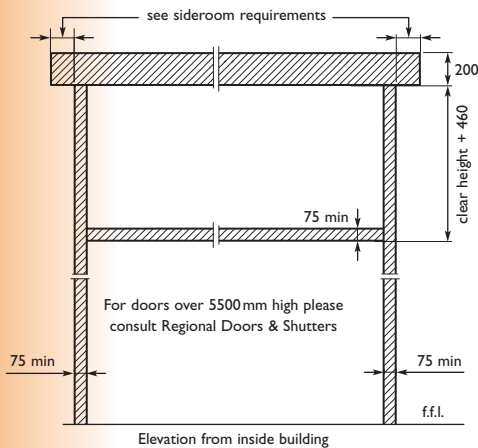 see sideroom requirements
200
clear height + 460
75 min
For doors over 5500mm high please
consult Regional Doors & Shutters
75 min
75 min
f.f.l.
Elevation from inside building